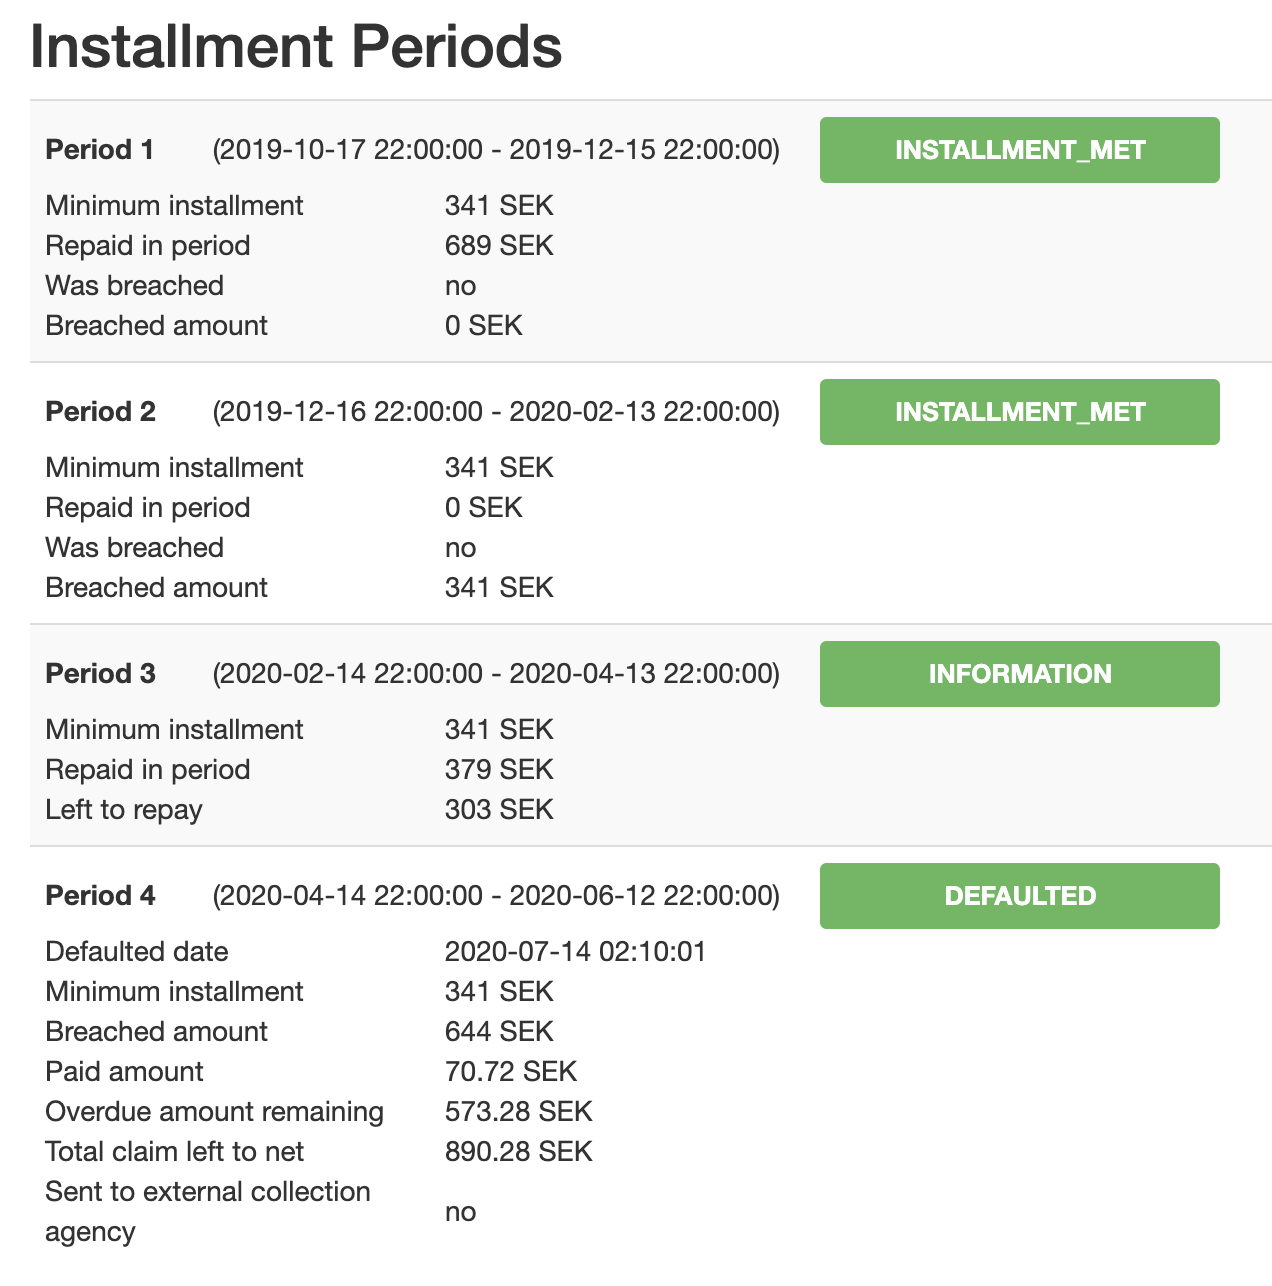 Installment Periods
Period 1 (2019-10-17 22:00:00 - 2019-12-15 22:00:00) INSTALLMENT_MET
Minimum installment 341 SEK
Repaid in period 689 SEK
Was breached no
Breached amount 0 SEK
Period 2 (2019-12-16 22:00:00 - 2020-02-13 22:00:00) INSTALLMENT_MET
Minimum installment 341 SEK
Repaid in period 0 SEK
Was breached no
Breached amount 341 SEK
Period 3 (2020-02-14 22:00:00 - 2020-04-13 22:00:00) INFORMATION
Minimum installment 341 SEK
Repaid in period 379 SEK
Left to repay 303 SEK
Period 4 (2020-04-14 22:00:00 - 2020-06-12 22:00:00) DEFAULTED
Defaulted date 2020-07-14 02:10:01
Minimum installment 341 SEK
Breached amount 644 SEK
Paid amount 70.72 SEK
Overdue amount remaining 573.28 SEK
Total claim left to net 890.28 SEK
Sent to external collection
agency no